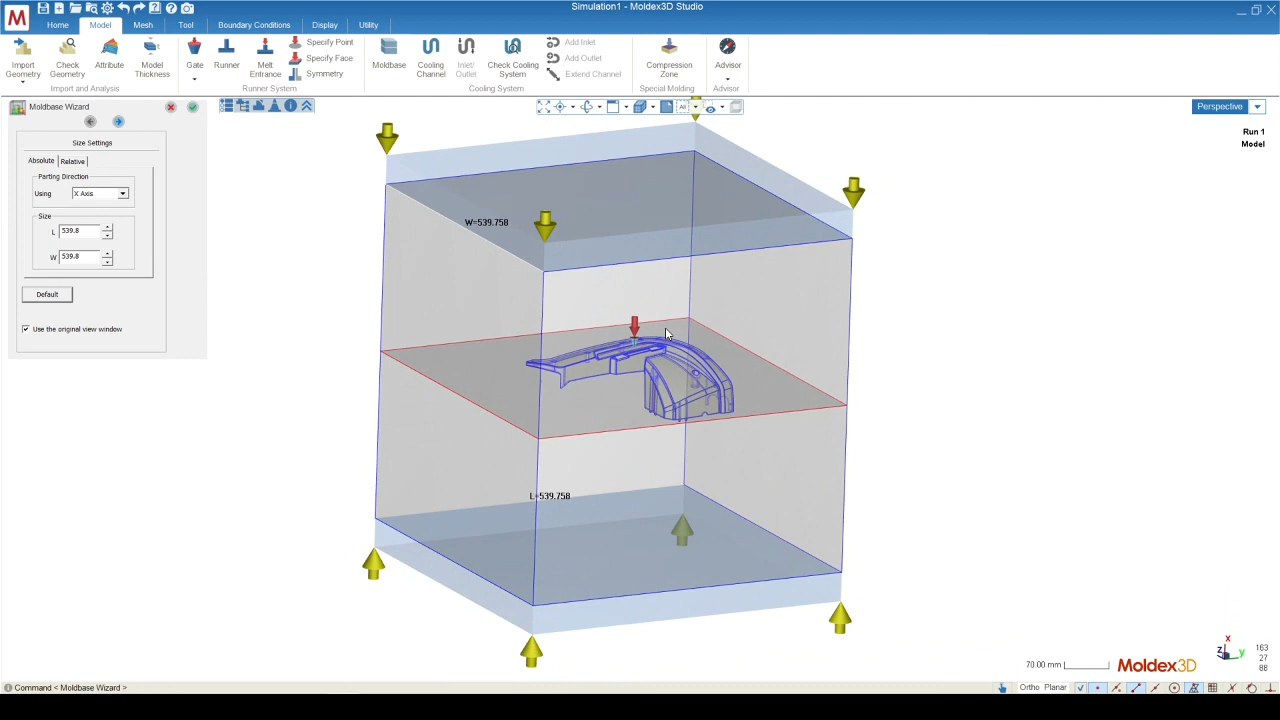 Simulation1 - Moldex3D Studio
Home
Model
Mesh
Tool
Boundary Conditions
Display
Utility
Import Geometry
Check Geometry
Attribute
Model Thickness
Import and Analysis
Gate
Runner
Melt Entrance
Specify Point
Specify Face
Symmetry
Runner System
Moldbase
Cooling Channel
Inlet/ Outlet
Check Cooling System
Add Inlet
Add Outlet
Extend Channel
Cooling System
Compression Zone
Special Molding
Advisor
Advisor
Moldbase Wizard
Size Settings
Absolute
Relative
Parting Direction
Using
X Axis
Size
L
539.8
W
539.8
Default
Use the original view window
Perspective
Run 1
Model
W=539.758
L=539.758
x
z
y
163
27
88
70.00 mm
Moldex3D
Command < Moldbase Wizard >
Ortho
Planar